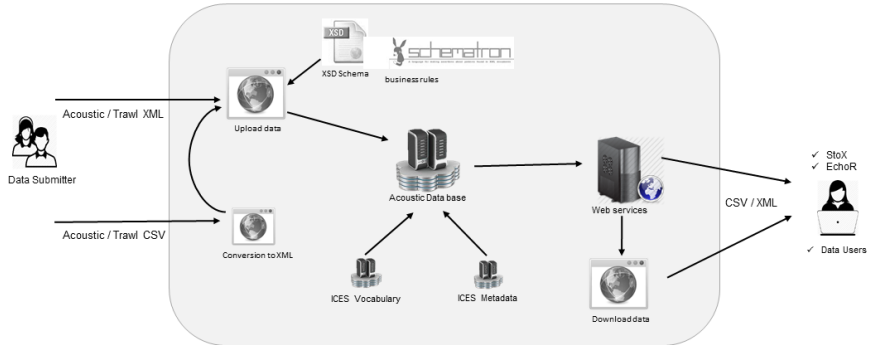 XSD
schematron
XSD Schema
business rules
Acoustic / Trawl XML
Upload data
Data Submitter
Acoustic Data base
Web services
StoX
EchoR
CSV / XML
Acoustic / Trawl CSV
Conversion to XML
Data Users
ICES Vocabulary
ICES Metadata
Download data